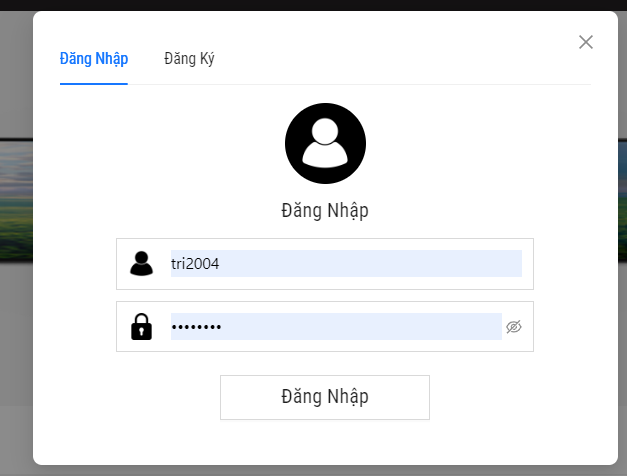 Đăng Nhập
Đăng Ký
Đăng Nhập
tri2004
••••••••
Đăng Nhập